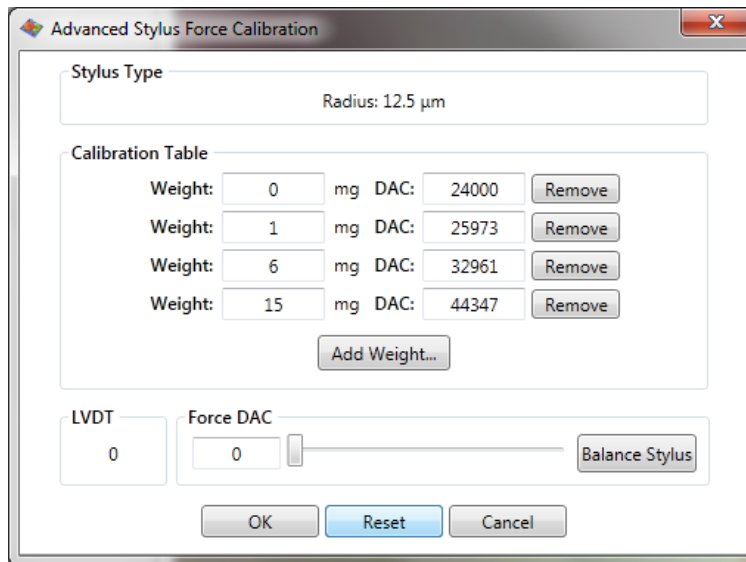 Advanced Stylus Force Calibration
Stylus Type
Radius: 12.5 µm
Calibration Table
Weight: 0 mg DAC: 24000 Remove
Weight: 1 mg DAC: 25973 Remove
Weight: 6 mg DAC: 32961 Remove
Weight: 15 mg DAC: 44347 Remove
Add Weight...
LVDT Force DAC
0 0 Balance Stylus
OK Reset Cancel